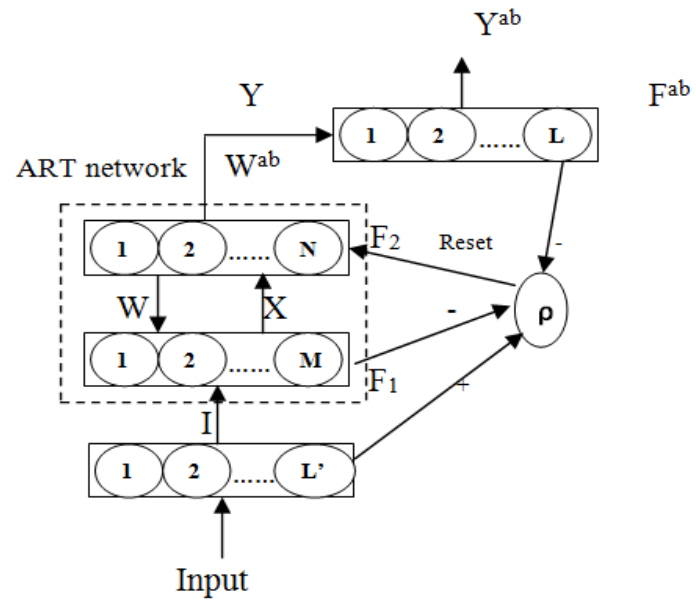 Y^ab
Y
F^ab
1 2 ...... L
ART network
W^ab
1 2 ...... N
F₂
Reset
-
W
X
ρ
-
1 2 ...... M
F₁
+
I
1 2 ...... L’
Input